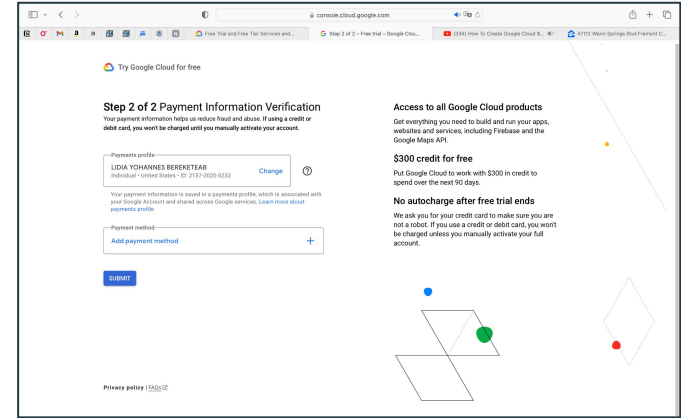 console.cloud.google.com
Free Trial and Free Tier Services and...
G Step 2 of 2 – Free trial – Google Clou...
(334) How To Create Google Cloud $...
47112 Warm Springs Blvd Fremont C...
Try Google Cloud for free
Step 2 of 2 Payment Information Verification
Your payment information helps us reduce fraud and abuse. If using a credit or
debit card, you won't be charged until you manually activate your account.
Payments profile
LIDIA YOHANNES BEREKETEAB
Individual • United States • ID: 2157-2020-0232
Change
Your payment information is saved in a payments profile, which is associated with
your Google Account and shared across Google services. Learn more about
payments profile
Payment method
Add payment method
SUBMIT
Privacy policy | FAQs
Access to all Google Cloud products
Get everything you need to build and run your apps,
websites and services, including Firebase and the
Google Maps API.
$300 credit for free
Put Google Cloud to work with $300 in credit to
spend over the next 90 days.
No autocharge after free trial ends
We ask you for your credit card to make sure you are
not a robot. If you use a credit or debit card, you won't
be charged unless you manually activate your full
account.